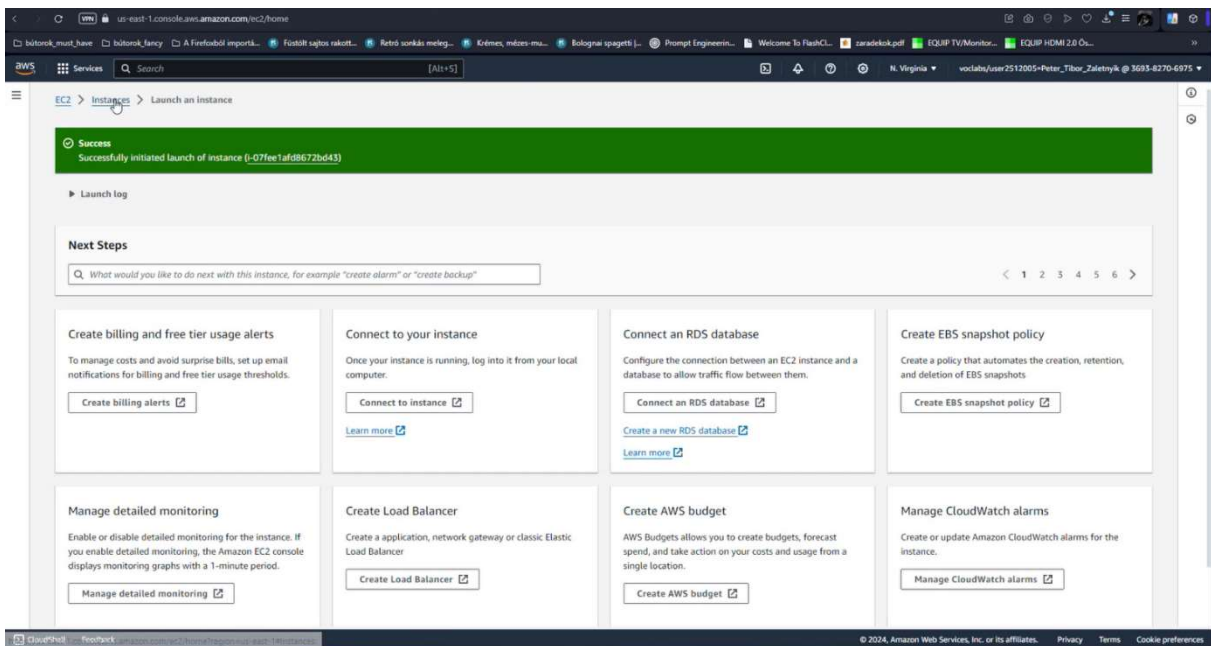 VPN us-east-1.console.aws.amazon.com/ec2/home
bútorok_must_have bútorok_fancy A Firefoxból importá... Füstölt sajtos rakott... Retró sonkás meleg... Krémes, mézes-mu... Bolognai spagetti |... Prompt Engineerin... Welcome To FlashCl... zaradekok.pdf EQUIP TV/Monitor... EQUIP HDMI 2.0 Ös...
aws Services Search [Alt+S] N. Virginia voclabs/user2512005=Peter_Tibor_Zaletnyik @ 3693-8270-6975
EC2 > Instances > Launch an instance
Success
Successfully initiated launch of instance (i-07fee1afd8672bd43)
Launch log
Next Steps
What would you like to do next with this instance, for example "create alarm" or "create backup"
1 2 3 4 5 6
Create billing and free tier usage alerts
To manage costs and avoid surprise bills, set up email
notifications for billing and free tier usage thresholds.
Create billing alerts
Connect to your instance
Once your instance is running, log into it from your local
computer.
Connect to instance
Learn more
Connect an RDS database
Configure the connection between an EC2 instance and a
database to allow traffic flow between them.
Connect an RDS database
Create a new RDS database
Learn more
Create EBS snapshot policy
Create a policy that automates the creation, retention,
and deletion of EBS snapshots
Create EBS snapshot policy
Manage detailed monitoring
Enable or disable detailed monitoring for the instance. If
you enable detailed monitoring, the Amazon EC2 console
displays monitoring graphs with a 1-minute period.
Manage detailed monitoring
Create Load Balancer
Create a application, network gateway or classic Elastic
Load Balancer
Create Load Balancer
Create AWS budget
AWS Budgets allows you to create budgets, forecast
spend, and take action on your costs and usage from a
single location.
Create AWS budget
Manage CloudWatch alarms
Create or update Amazon CloudWatch alarms for the
instance.
Manage CloudWatch alarms
CloudShell Feedback © 2024, Amazon Web Services, Inc. or its affiliates. Privacy Terms Cookie preferences